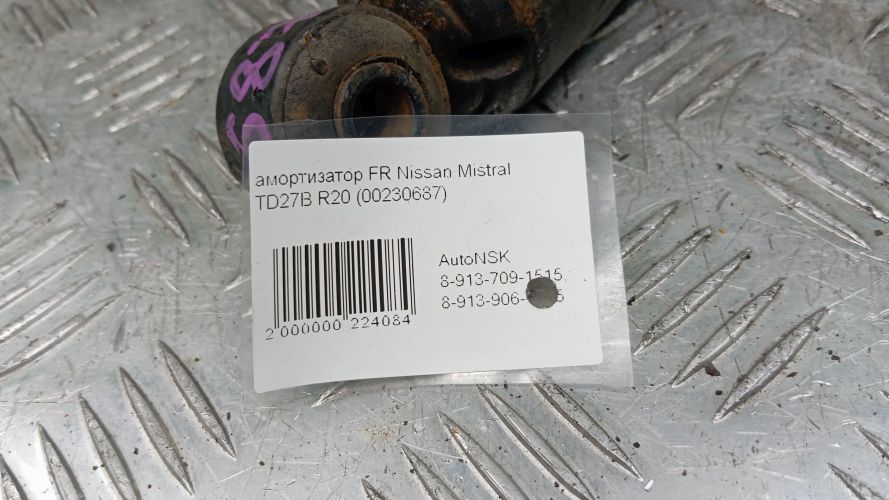 амортизатор FR Nissan Mistral
TD27B R20 (00230687)
AutoNSK
8-913-709-1515
2 000000 224084